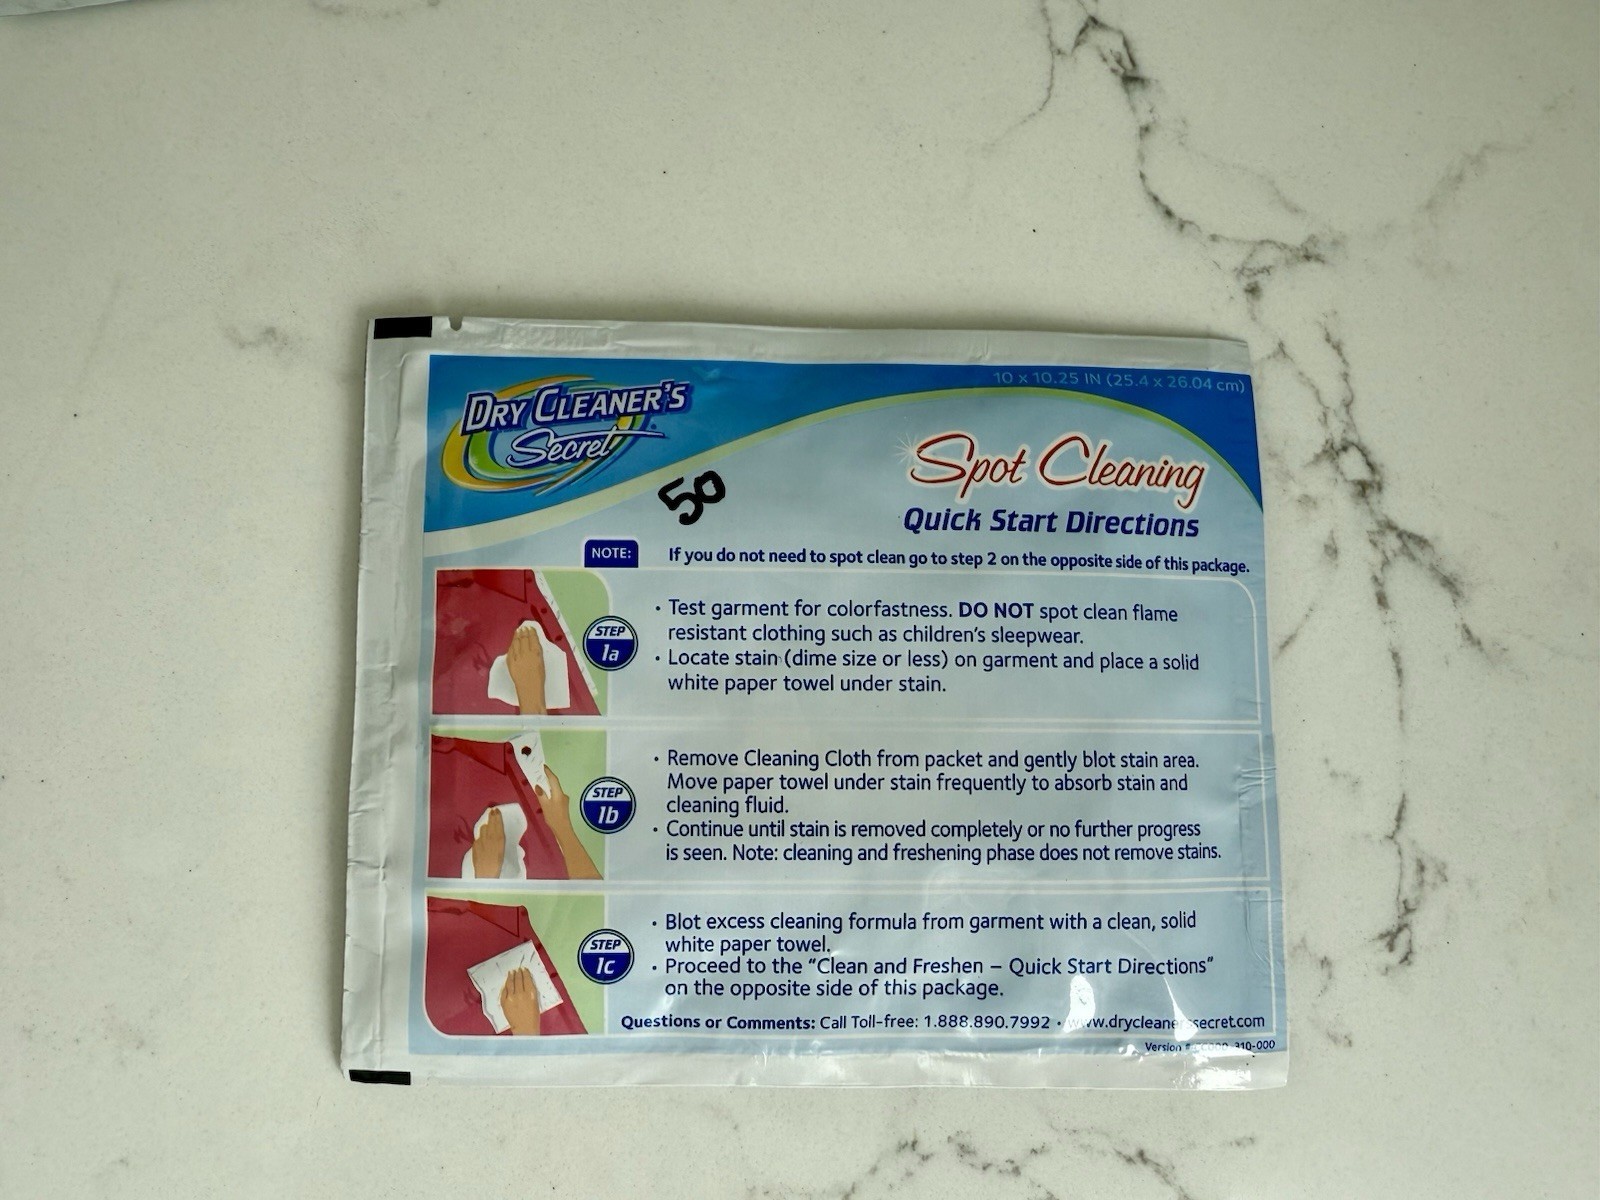 10 x 10.25 IN (25.4 x 26.04 cm)
DRY CLEANER'S
Secret
Spot Cleaning
50
Quick Start Directions
NOTE: If you do not need to spot clean go to step 2 on the opposite side of this package.
STEP
1a
• Test garment for colorfastness. DO NOT spot clean flame
resistant clothing such as children's sleepwear.
• Locate stain (dime size or less) on garment and place a solid
white paper towel under stain.
STEP
1b
• Remove Cleaning Cloth from packet and gently blot stain area.
Move paper towel under stain frequently to absorb stain and
cleaning fluid.
• Continue until stain is removed completely or no further progress
is seen. Note: cleaning and freshening phase does not remove stains.
STEP
1c
• Blot excess cleaning formula from garment with a clean, solid
white paper towel.
• Proceed to the "Clean and Freshen – Quick Start Directions"
on the opposite side of this package.
Questions or Comments: Call Toll-free: 1.888.890.7992 • www.drycleanerssecret.com
Version